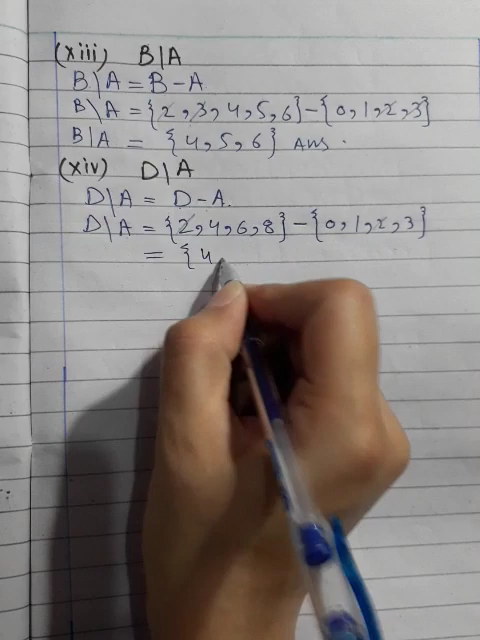 (xiii) B|A
B\A = B - A
B\A = {2, 3, 4, 5, 6} - {0, 1, 2, 3}
B|A = {4, 5, 6} Ans.
(xiv) D\A
D\A = D - A.
D\A = {2, 4, 6, 8} - {0, 1, 2, 3}
= {4,